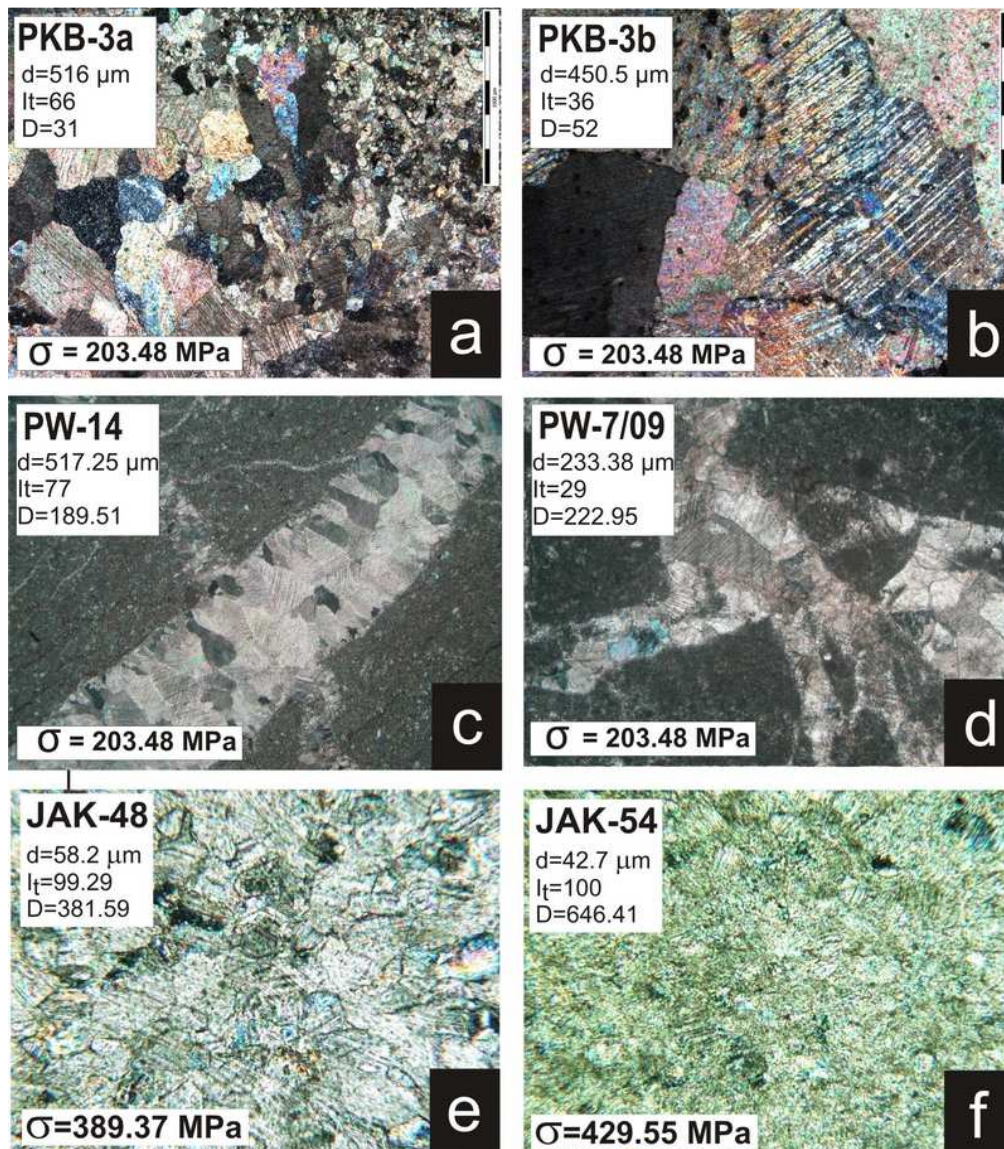 PKB-3a
d=516 μm
It=66
D=31
σ = 203.48 MPa
a
PKB-3b
d=450.5 μm
It=36
D=52
σ = 203.48 MPa
b
PW-14
d=517.25 μm
It=77
D=189.51
σ = 203.48 MPa
c
PW-7/09
d=233.38 μm
It=29
D=222.95
σ = 203.48 MPa
d
JAK-48
d=58.2 μm
It=99.29
D=381.59
σ=389.37 MPa
e
JAK-54
d=42.7 μm
It=100
D=646.41
σ=429.55 MPa
f